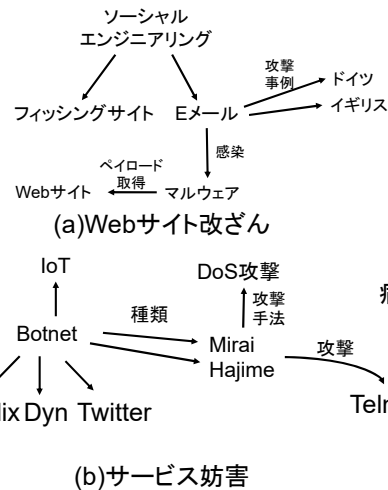 ソーシャル
エンジニアリング
攻撃
事例
ドイツ
フィッシングサイト Eメール
イギリス
感染
ペイロード
取得
Webサイト
マルウェア
(a)Webサイト改ざん
IoT
DoS攻撃
種類
攻撃
手法
Botnet
Mirai
Hajime
攻撃
lix Dyn Twitter
Teln
(b)サービス妨害